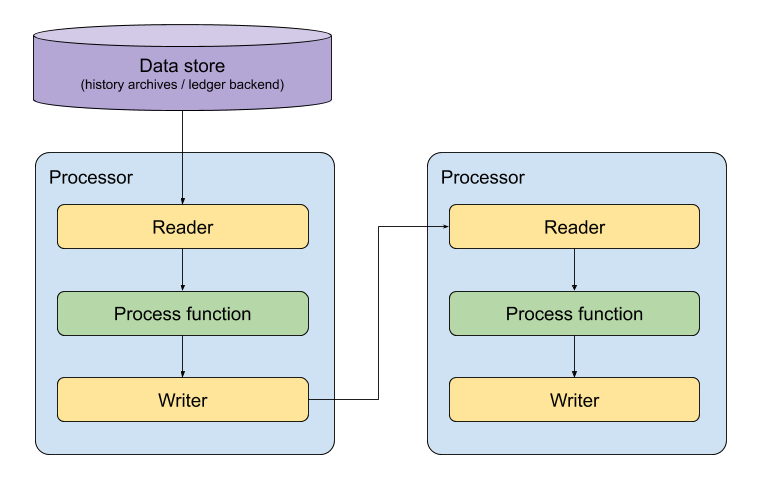 Data store
(history archives / ledger backend)
Processor
Reader
Process function
Writer
Processor
Reader
Process function
Writer